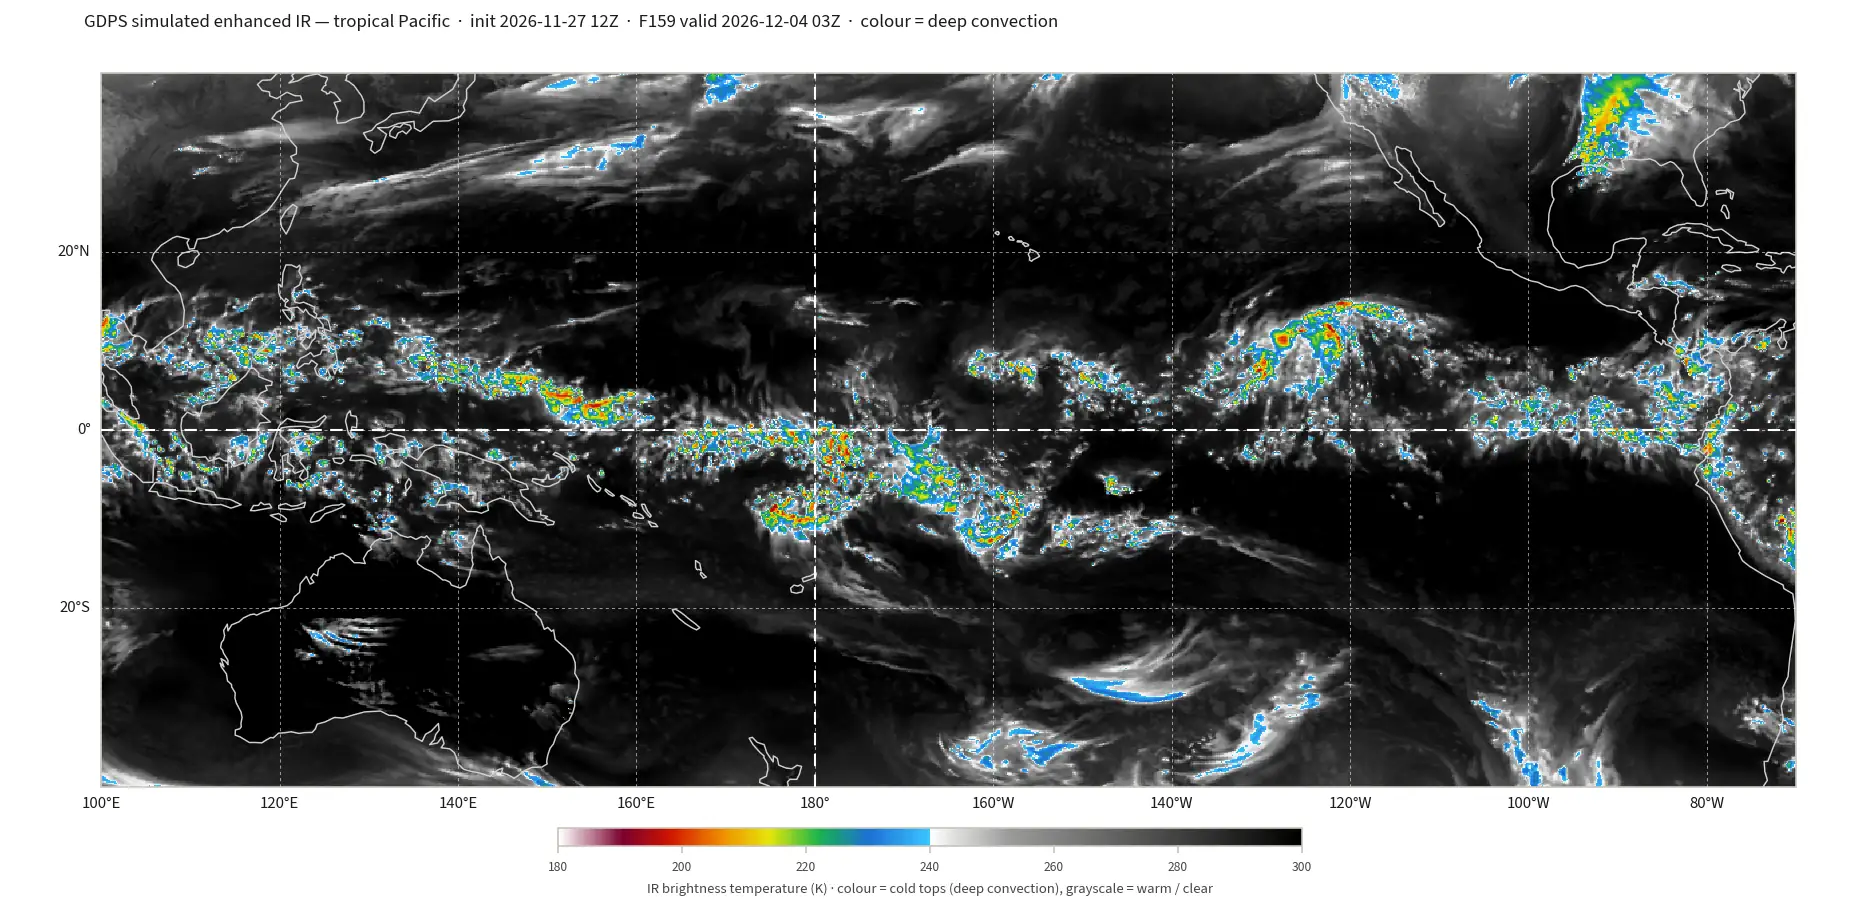 GDPS simulated enhanced IR — tropical Pacific · init 2026-11-27 12Z · F159 valid 2026-12-04 03Z · colour = deep convection
20°N
0°
20°S
100°E 120°E 140°E 160°E 180° 160°W 140°W 120°W 100°W 80°W
180 200 220 240 260 280 300
IR brightness temperature (K) · colour = cold tops (deep convection), grayscale = warm / clear